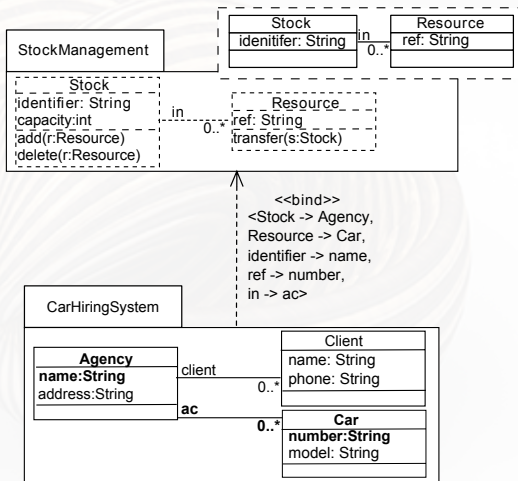 Stock
idenitifer: String
in
0..*
Resource
ref: String
StockManagement
Stock
identifier: String
capacity:int
add(r:Resource)
delete(r:Resource)
in
0..*
Resource
ref: String
transfer(s:Stock)
<<bind>>
<Stock -> Agency,
Resource -> Car,
identifier -> name,
ref -> number,
in -> ac>
CarHiringSystem
Agency
name:String
address:String
client
0..*
Client
name: String
phone: String
ac
0..*
Car
number:String
model: String